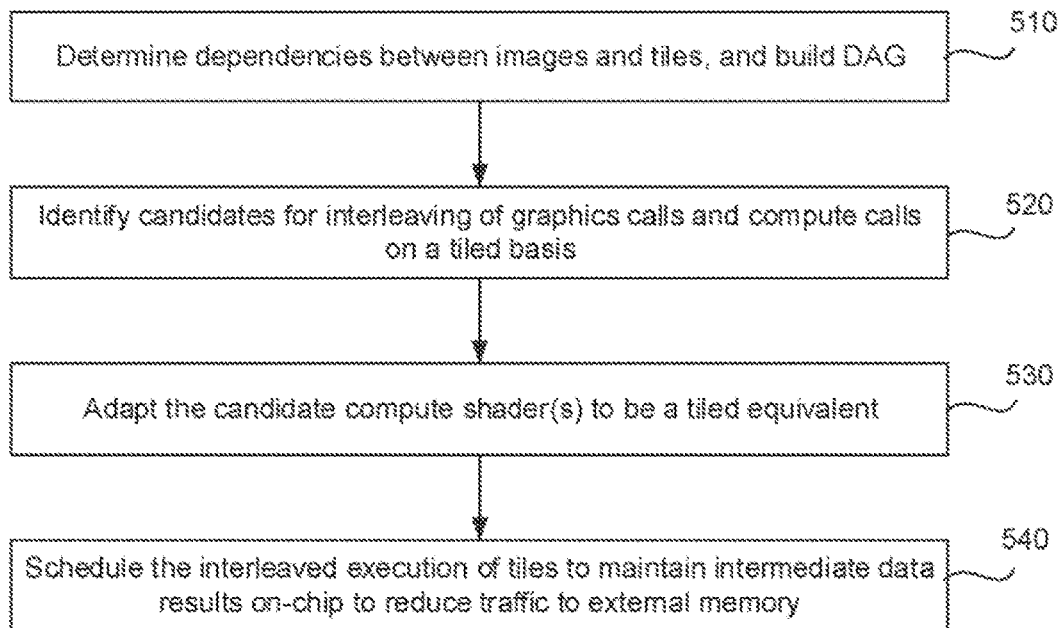 510
Determine dependencies between images and tiles, and build DAG
520
Identify candidates for interleaving of graphics calls and compute calls
on a tiled basis
530
Adapt the candidate compute shader(s) to be a tiled equivalent
540
Schedule the interleaved execution of tiles to maintain intermediate data
results on-chip to reduce traffic to external memory